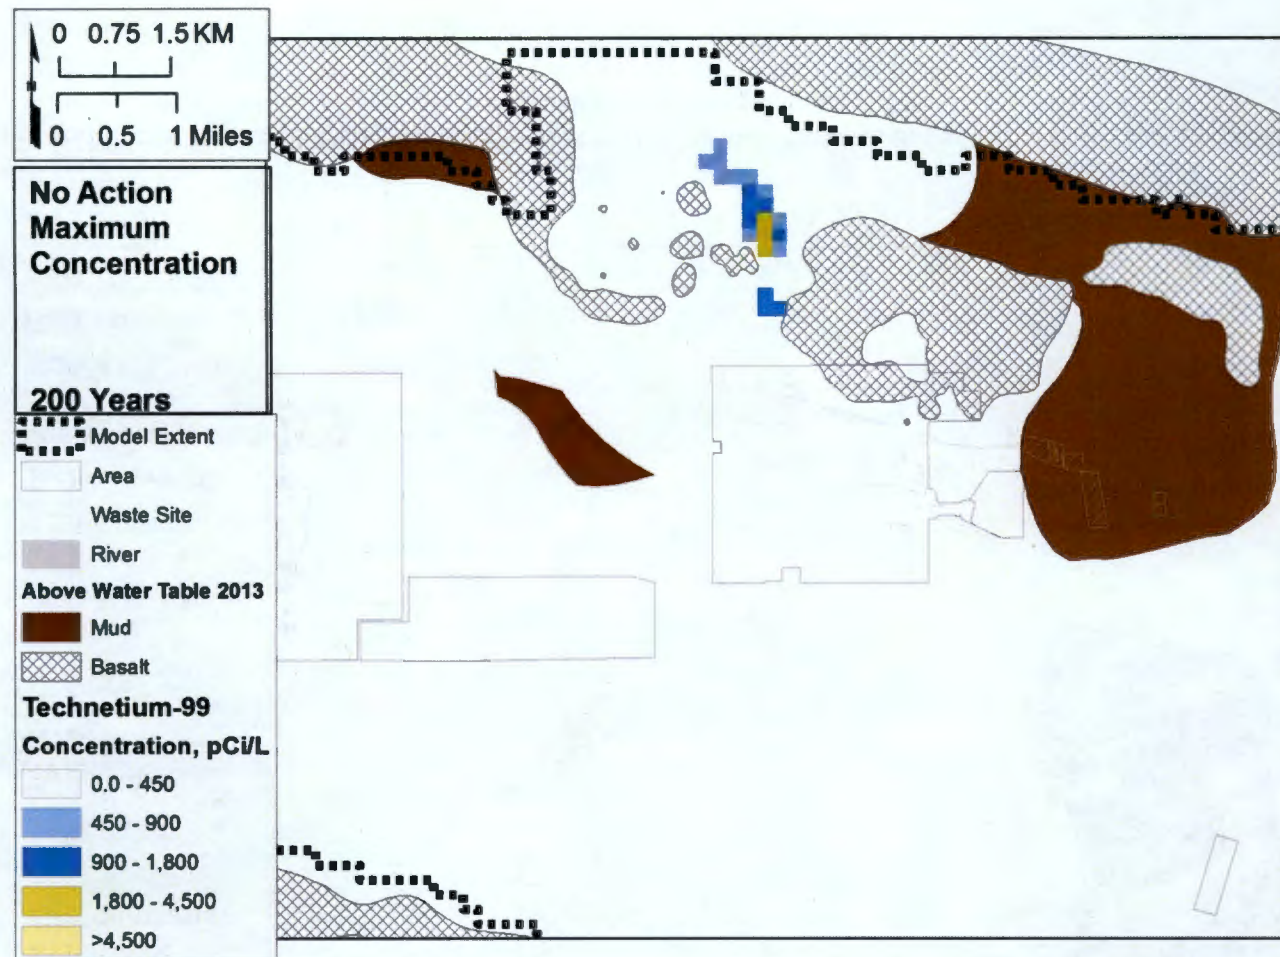 0 0.75 1.5 KM
0 0.5 1 Miles
No Action
Maximum
Concentration
200 Years
Model Extent
Area
Waste Site
River
Above Water Table 2013
Mud
Basalt
Technetium-99
Concentration, pCi/L
0.0 - 450
450 - 900
900 - 1,800
1,800 - 4,500
>4,500